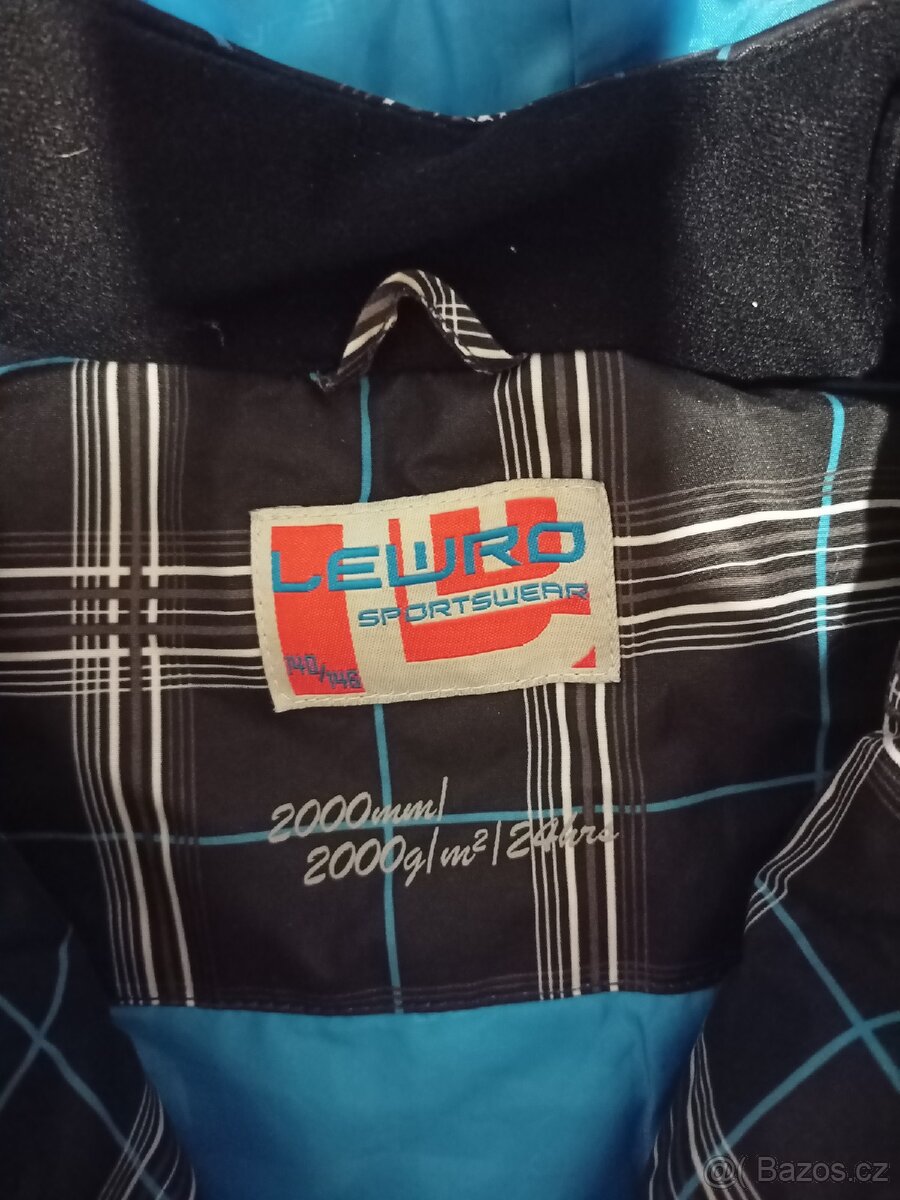 LEWRO
SPORTSWEAR
140/146
2000mm/
2000g/m²/24hrs
@( Bazos.cz